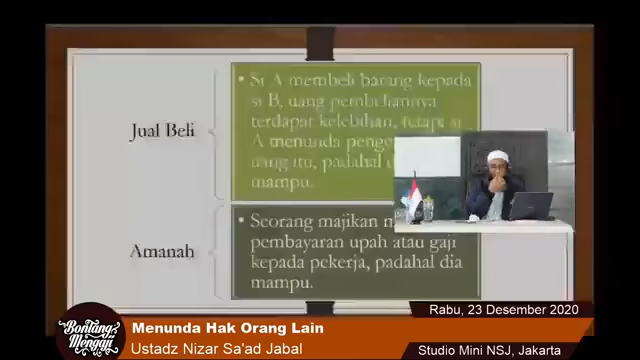 Jual Beli
• Si A membeli barang kepada
si B, uang pembeliannya
terdapat kelebihan, tetapi si
A menunda
uang itu, padahal
mampu.
Amanah
• Seorang majikan
pembayaran upah atau gaji
kepada pekerja, padahal dia
mampu.
Rabu, 23 Desember 2020
Bontang
Mengaji
Menunda Hak Orang Lain
Ustadz Nizar Sa'ad Jabal
Studio Mini NSJ, Jakarta